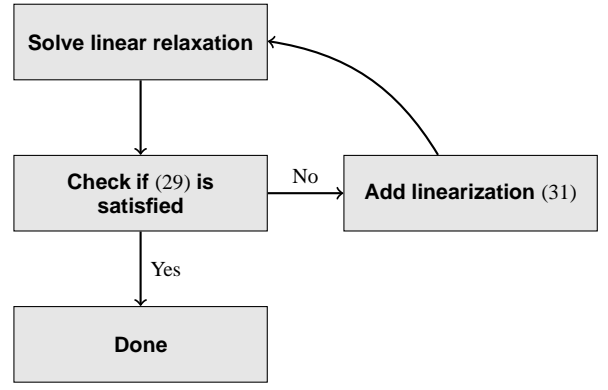 Solve linear relaxation
Check if (29) is
satisfied
No
Add linearization (31)
Yes
Done